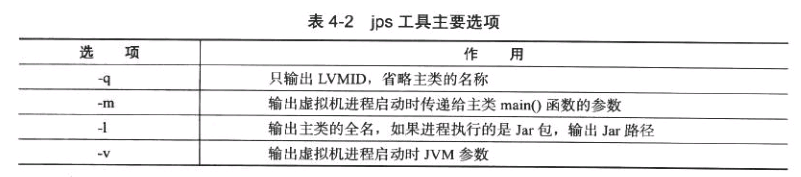 表 4-2 jps 工具主要选项
选 项 作 用
-q 只输出 LVMID，省略主类的名称
-m 输出虚拟机进程启动时传递给主类 main() 函数的参数
-l 输出主类的全名，如果进程执行的是 Jar 包，输出 Jar 路径
-v 输出虚拟机进程启动时 JVM 参数